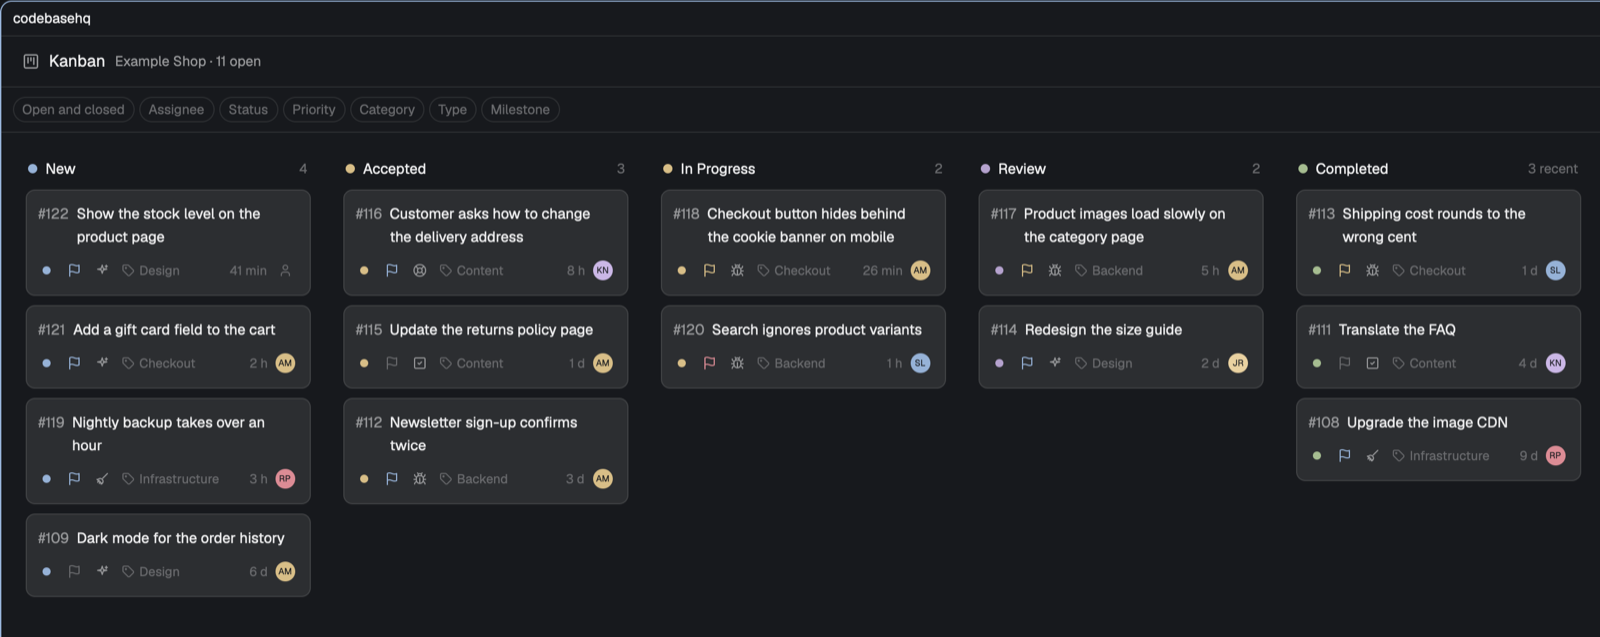 codebasehq
Kanban Example Shop · 11 open
Open and closed Assignee Status Priority Category Type Milestone
New 4
#122 Show the stock level on the
product page
Design 41 min
#121 Add a gift card field to the cart
Checkout 2 h AM
#119 Nightly backup takes over an
hour
Infrastructure 3 h RP
#109 Dark mode for the order history
Design 6 d AM
Accepted 3
#116 Customer asks how to change
the delivery address
Content 8 h KN
#115 Update the returns policy page
Content 1 d AM
#112 Newsletter sign-up confirms
twice
Backend 3 d AM
In Progress 2
#118 Checkout button hides behind
the cookie banner on mobile
Checkout 26 min AM
#120 Search ignores product variants
Backend 1 h SL
Review 2
#117 Product images load slowly on
the category page
Backend 5 h AM
#114 Redesign the size guide
Design 2 d JR
Completed 3 recent
#113 Shipping cost rounds to the
wrong cent
Checkout 1 d SL
#111 Translate the FAQ
Content 4 d KN
#108 Upgrade the image CDN
Infrastructure 9 d RP